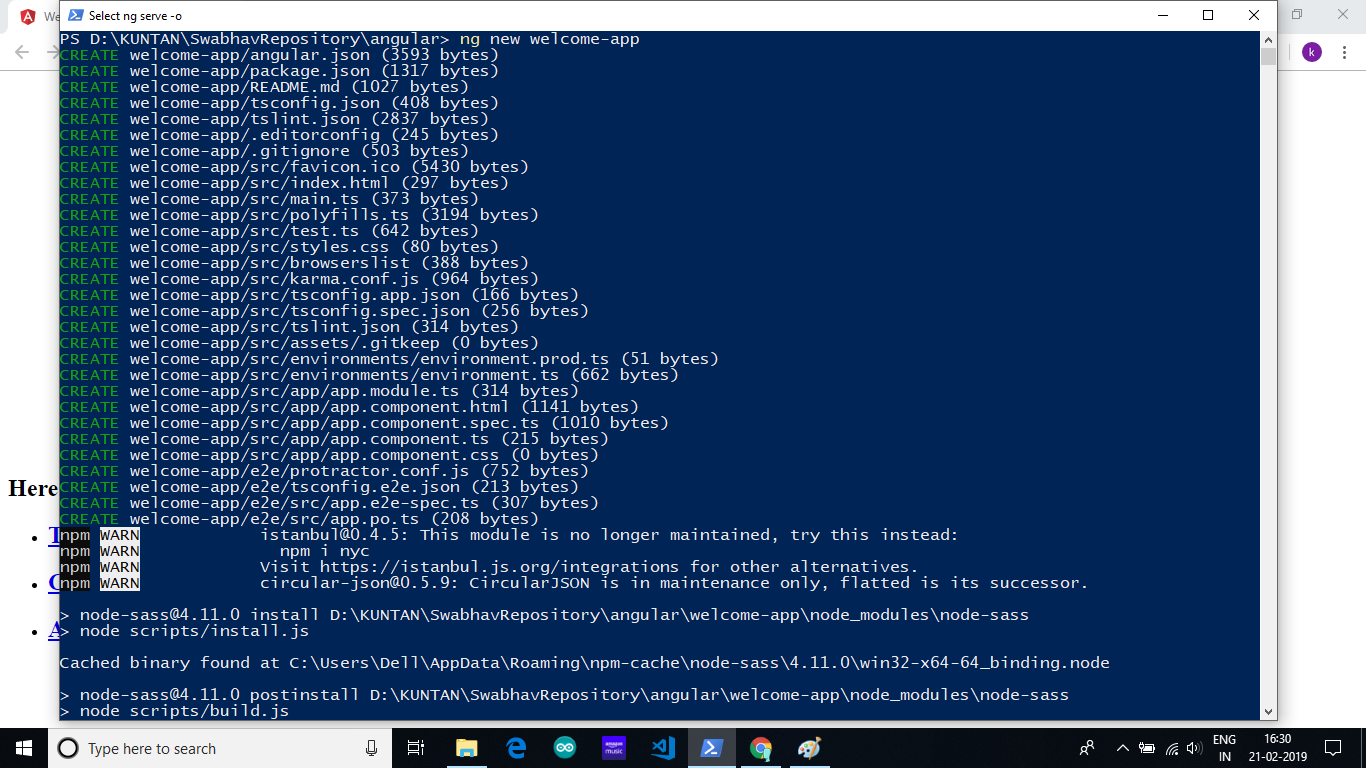 We
Select ng serve -o
PS D:\KUNTAN\SwabhavRepository\angular> ng new welcome-app
CREATE welcome-app/angular.json (3593 bytes)
CREATE welcome-app/package.json (1317 bytes)
CREATE welcome-app/README.md (1027 bytes)
CREATE welcome-app/tsconfig.json (408 bytes)
CREATE welcome-app/tslint.json (2837 bytes)
CREATE welcome-app/.editorconfig (245 bytes)
CREATE welcome-app/.gitignore (503 bytes)
CREATE welcome-app/src/favicon.ico (5430 bytes)
CREATE welcome-app/src/index.html (297 bytes)
CREATE welcome-app/src/main.ts (373 bytes)
CREATE welcome-app/src/polyfills.ts (3194 bytes)
CREATE welcome-app/src/test.ts (642 bytes)
CREATE welcome-app/src/styles.css (80 bytes)
CREATE welcome-app/src/browserslist (388 bytes)
CREATE welcome-app/src/karma.conf.js (964 bytes)
CREATE welcome-app/src/tsconfig.app.json (166 bytes)
CREATE welcome-app/src/tsconfig.spec.json (256 bytes)
CREATE welcome-app/src/tslint.json (314 bytes)
CREATE welcome-app/src/assets/.gitkeep (0 bytes)
CREATE welcome-app/src/environments/environment.prod.ts (51 bytes)
CREATE welcome-app/src/environments/environment.ts (662 bytes)
CREATE welcome-app/src/app/app.module.ts (314 bytes)
CREATE welcome-app/src/app/app.component.html (1141 bytes)
CREATE welcome-app/src/app/app.component.spec.ts (1010 bytes)
CREATE welcome-app/src/app/app.component.ts (215 bytes)
CREATE welcome-app/src/app/app.component.css (0 bytes)
CREATE welcome-app/e2e/protractor.conf.js (752 bytes)
CREATE welcome-app/e2e/tsconfig.e2e.json (213 bytes)
CREATE welcome-app/e2e/src/app.e2e-spec.ts (307 bytes)
CREATE welcome-app/e2e/src/app.po.ts (208 bytes)
npm WARN istanbul@0.4.5: This module is no longer maintained, try this instead:
npm WARN npm i nyc
npm WARN Visit https://istanbul.js.org/integrations for other alternatives.
npm WARN circular-json@0.5.9: CircularJSON is in maintenance only, flatted is its successor.
> node-sass@4.11.0 install D:\KUNTAN\SwabhavRepository\angular\welcome-app\node_modules\node-sass
> node scripts/install.js
Cached binary found at C:\Users\Dell\AppData\Roaming\npm-cache\node-sass\4.11.0\win32-x64-64_binding.node
> node-sass@4.11.0 postinstall D:\KUNTAN\SwabhavRepository\angular\welcome-app\node_modules\node-sass
> node scripts/build.js
Here
k
Type here to search
amazon music
ENG
IN
16:30
21-02-2019